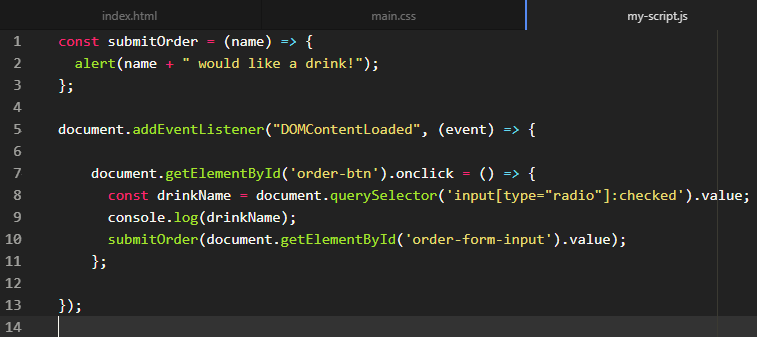 index.html main.css my-script.js
1 const submitOrder = (name) => {
2   alert(name + " would like a drink!");
3 };
4
5 document.addEventListener("DOMContentLoaded", (event) => {
6
7     document.getElementById('order-btn').onclick = () => {
8       const drinkName = document.querySelector('input[type="radio"]:checked').value;
9       console.log(drinkName);
10       submitOrder(document.getElementById('order-form-input').value);
11     };
12
13 });
14